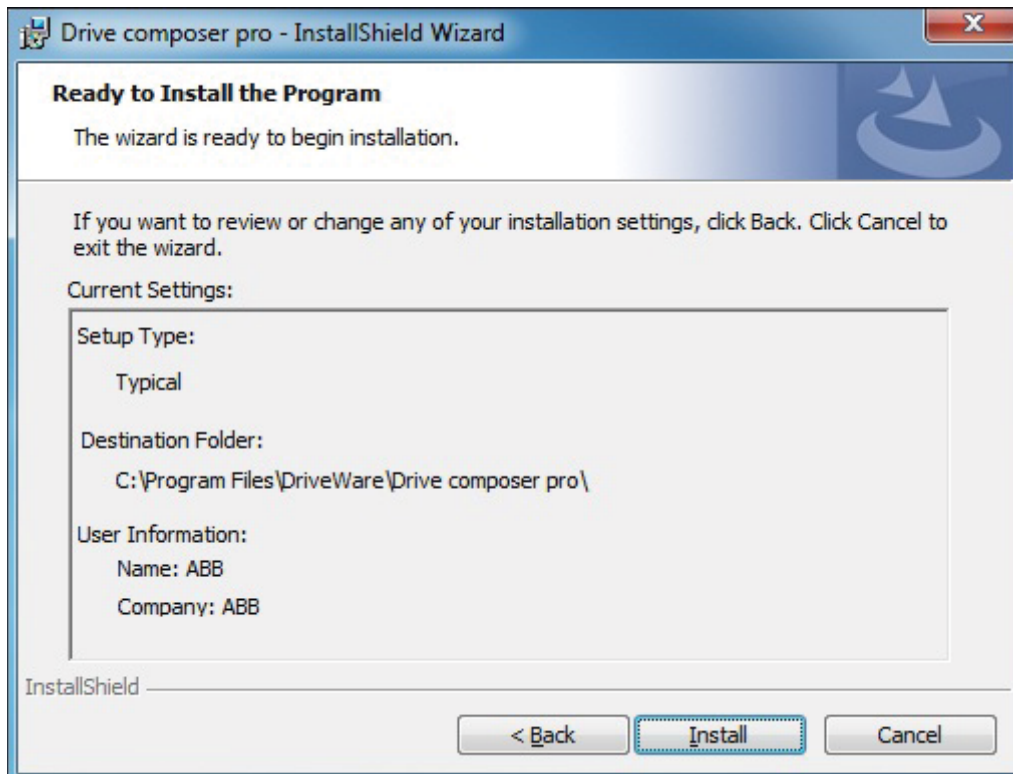 Drive composer pro - InstallShield Wizard
Ready to Install the Program
The wizard is ready to begin installation.
If you want to review or change any of your installation settings, click Back. Click Cancel to
exit the wizard.
Current Settings:
Setup Type:
Typical
Destination Folder:
C:\Program Files\DriveWare\Drive composer pro\
User Information:
Name: ABB
Company: ABB
InstallShield
< Back
Install
Cancel